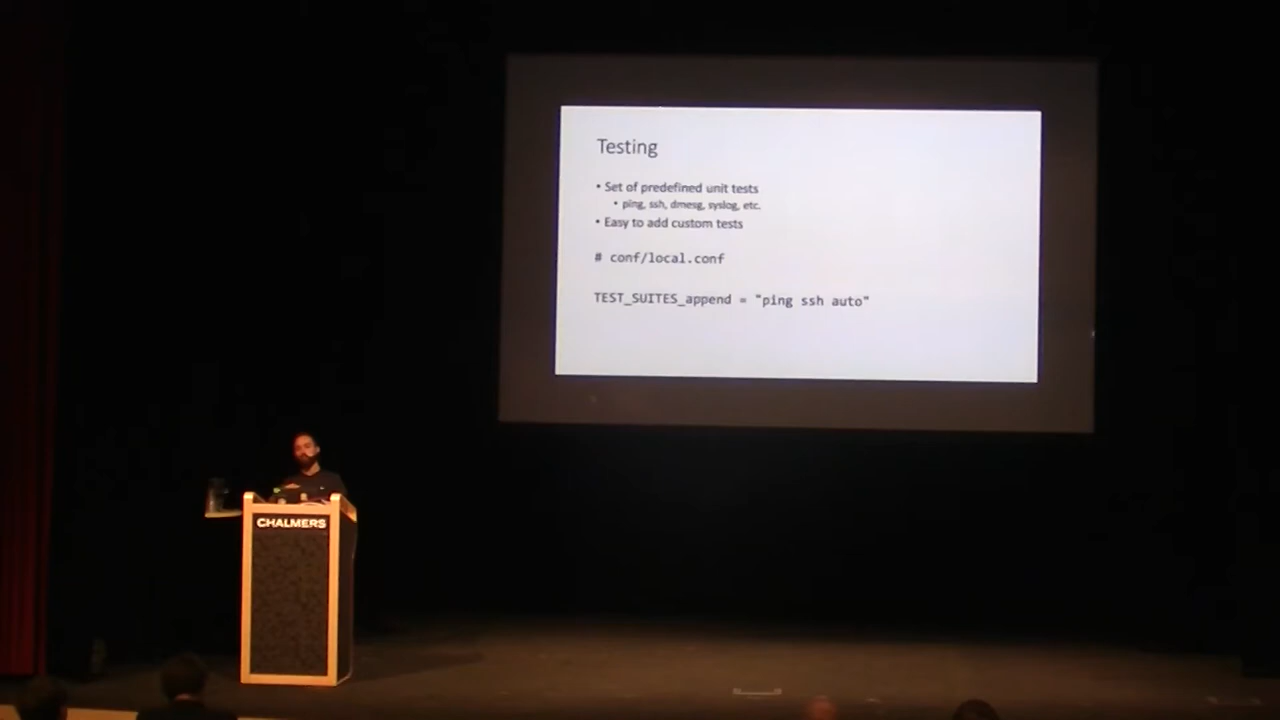 Testing
• Set of predefined unit tests
• ping, ssh, dmesg, syslog, etc.
• Easy to add custom tests
# conf/local.conf
TEST_SUITES_append = "ping ssh auto"
CHALMERS